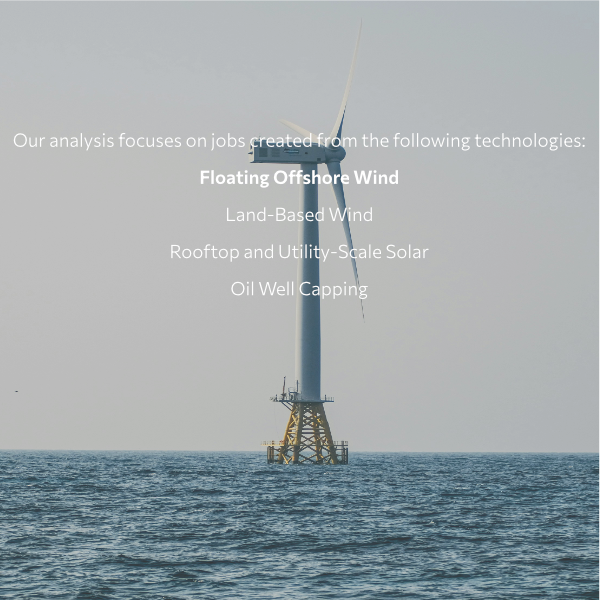 Our analysis focuses on jobs created from the following technologies:
Floating Offshore Wind
Land-Based Wind
Rooftop and Utility-Scale Solar
Oil Well Capping